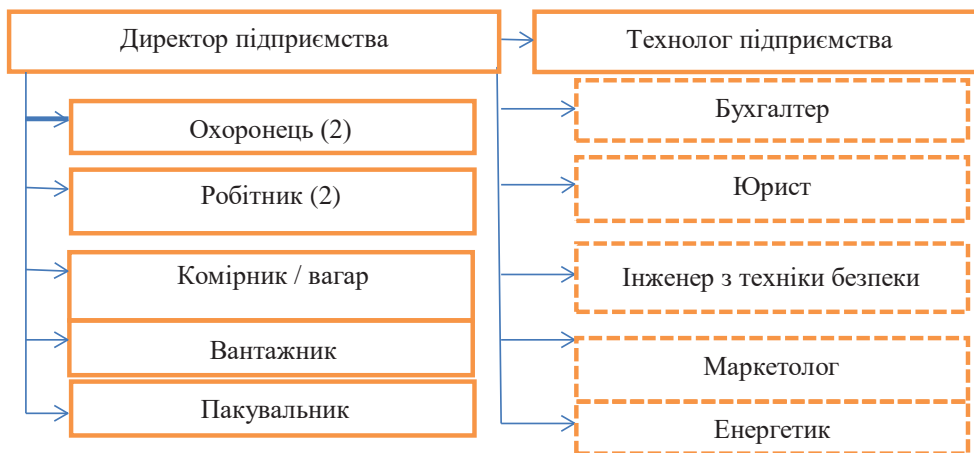 Директор підприємства
Технолог підприємства
Охоронець (2)
Робітник (2)
Комірник / вагар
Вантажник
Пакувальник
Бухгалтер
Юрист
Інженер з техніки безпеки
Маркетолог
Енергетик